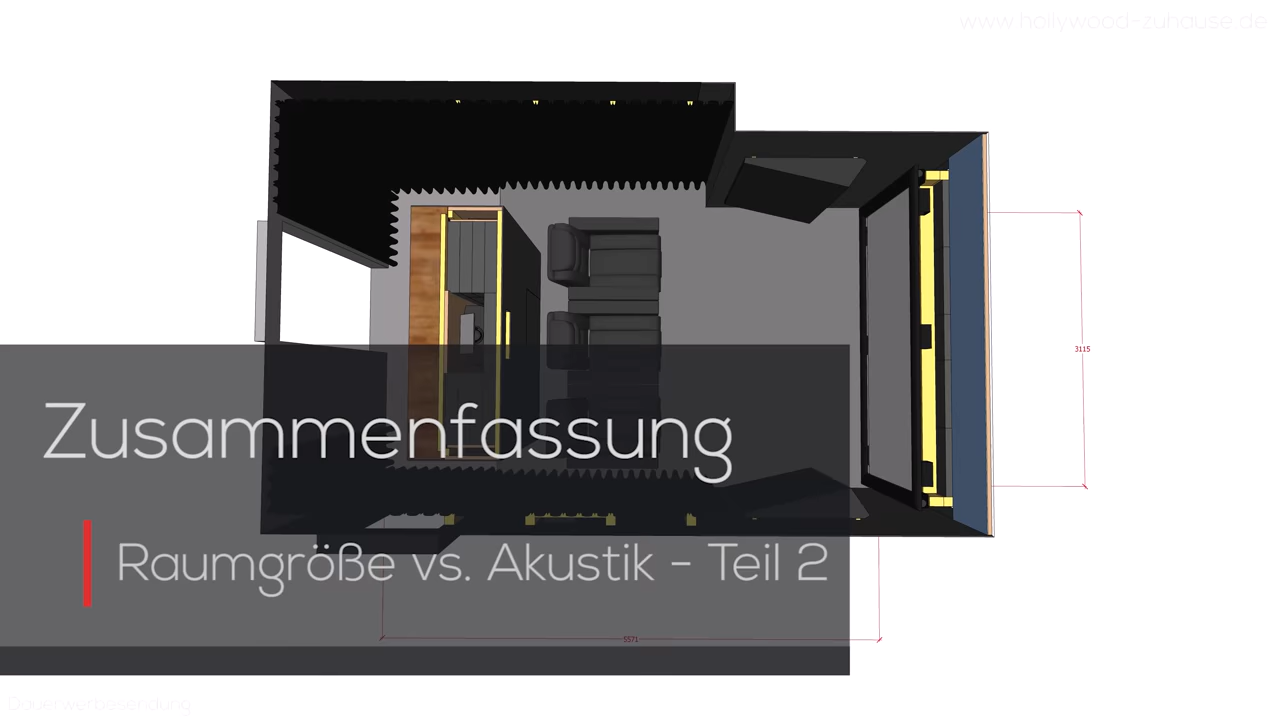 www.hollywood-zuhause.de
3115
Zusammenfassung
Raumgröße vs. Akustik - Teil 2
5571
Dauerwerbesendung